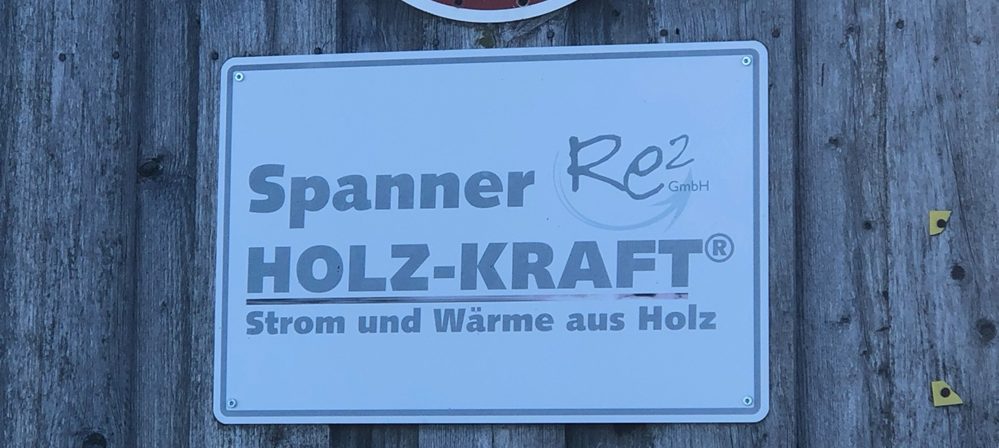 Spanner Re²
GmbH
HOLZ-KRAFT®
Strom und Wärme aus Holz